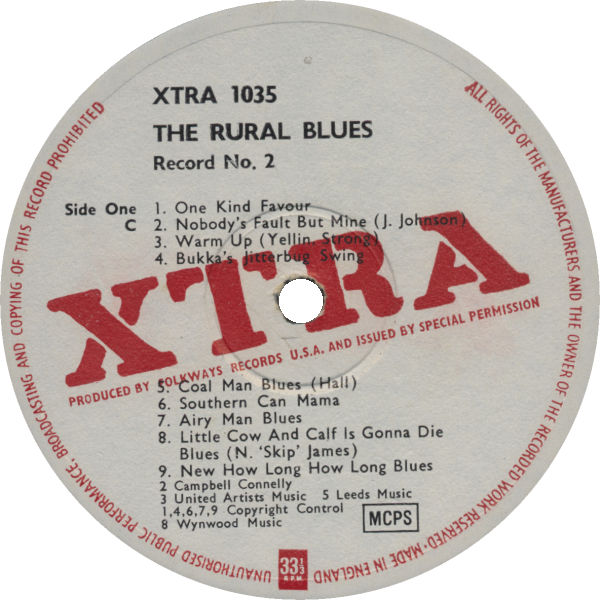 XTRA 1035
THE RURAL BLUES
Record No. 2
Side One
C
1. One Kind Favour
2. Nobody's Fault But Mine (J. Johnson)
3. Warm Up (Yellin, Strong)
4. Bukka's Jitterbug Swing
XTRA
PRODUCED BY FOLKWAYS RECORDS U.S.A. AND ISSUED BY SPECIAL PERMISSION
5. Coal Man Blues (Hall)
6. Southern Can Mama
7. Airy Man Blues
8. Little Cow And Calf Is Gonna Die
Blues (N. 'Skip' James)
9. New How Long How Long Blues
2 Campbell Connelly
3 United Artists Music 5 Leeds Music
1,4,6,7,9 Copyright Control
8 Wynwood Music
MCPS
33 1/3
R.P.M.
ALL RIGHTS OF THE MANUFACTURERS AND THE OWNER OF THE RECORDED WORK RESERVED · MADE IN ENGLAND
UNAUTHORISED PUBLIC PERFORMANCE, BROADCASTING AND COPYING OF THIS RECORD PROHIBITED